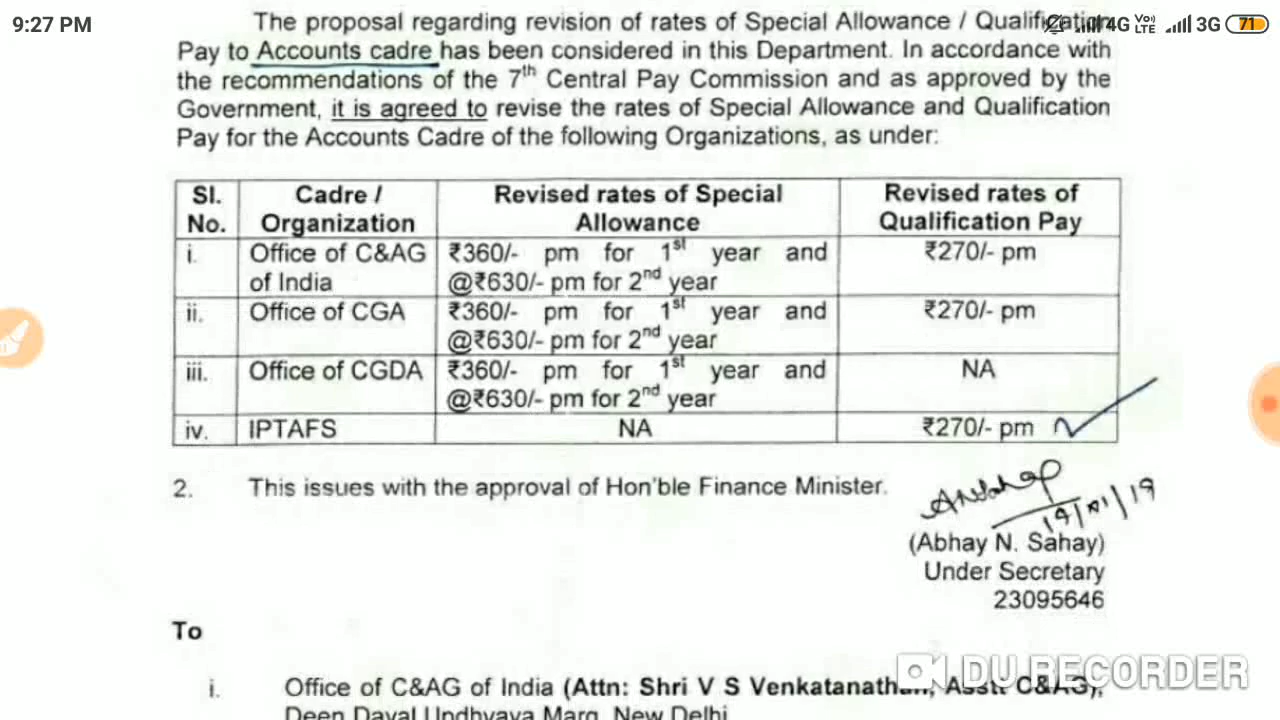 9:27 PM
4G VoLTE 3G 71
The proposal regarding revision of rates of Special Allowance / Qualification
Pay to Accounts cadre has been considered in this Department. In accordance with
the recommendations of the 7th Central Pay Commission and as approved by the
Government, it is agreed to revise the rates of Special Allowance and Qualification
Pay for the Accounts Cadre of the following Organizations, as under:
Sl. No. Cadre / Organization Revised rates of Special Allowance Revised rates of Qualification Pay
i. Office of C&AG of India ₹360/- pm for 1st year and @₹630/- pm for 2nd year ₹270/- pm
ii. Office of CGA ₹360/- pm for 1st year and @₹630/- pm for 2nd year ₹270/- pm
iii. Office of CGDA ₹360/- pm for 1st year and @₹630/- pm for 2nd year NA
iv. IPTAFS NA ₹270/- pm
2. This issues with the approval of Hon'ble Finance Minister.
(Abhay N. Sahay)
Under Secretary
23095646
To
i. Office of C&AG of India (Attn: Shri V S Venkatanathan, Asstt C&AG),
Deen Dayal Updhyaya Marg, New Delhi
DU RECORDER